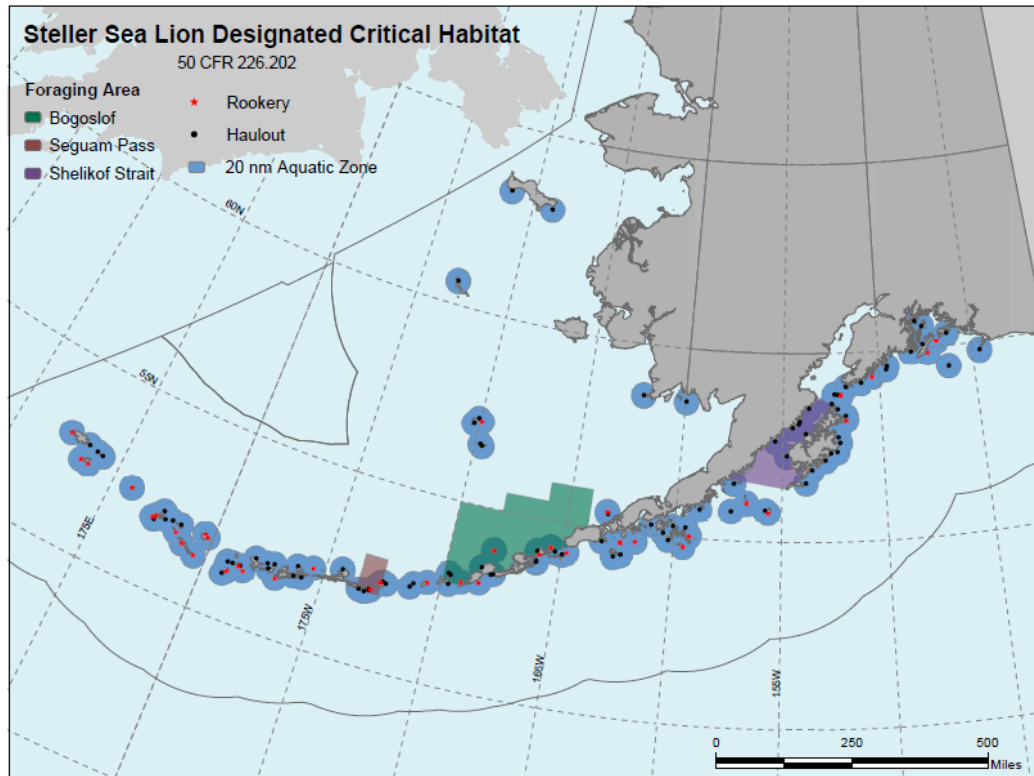 Steller Sea Lion Designated Critical Habitat
50 CFR 226.202
Foraging Area
Bogoslof
Seguam Pass
Shelikof Strait
Rookery
Haulout
20 nm Aquatic Zone
60N
55N
175E
175W
165W
155W
0 250 500
Miles